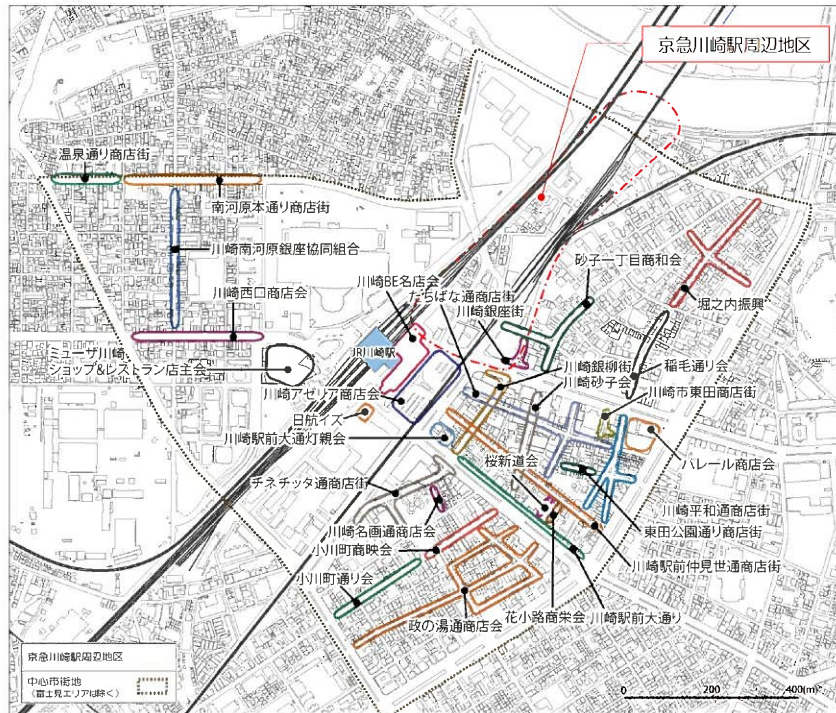 京急川崎駅周辺地区
温泉通り商店街
南河原本通り商店街
川崎南河原銀座協同組合
川崎西口商店会
ミューザ川崎
ショップ&レストラン店主会
JR川崎駅
川崎BE名店会
たちばな通商店街
川崎銀座街
砂子一丁目商和会
堀之内振興
川崎アゼリア商店会
日航イズ
川崎駅前大通灯親会
川崎銀柳街
川崎砂子会
稲毛通り会
川崎市東田商店街
パレール商店会
桜新道会
チネチッタ通商店街
川崎名画通商店会
小川町商映会
小川町通り会
政の湯通商店会
花小路商栄会
川崎駅前大通り
川崎平和通商店街
東田公園通り商店街
川崎駅前仲見世通商店街
京急川崎駅周辺地区
中心市街地
(富士見エリアは除く)
0 200 400(m)